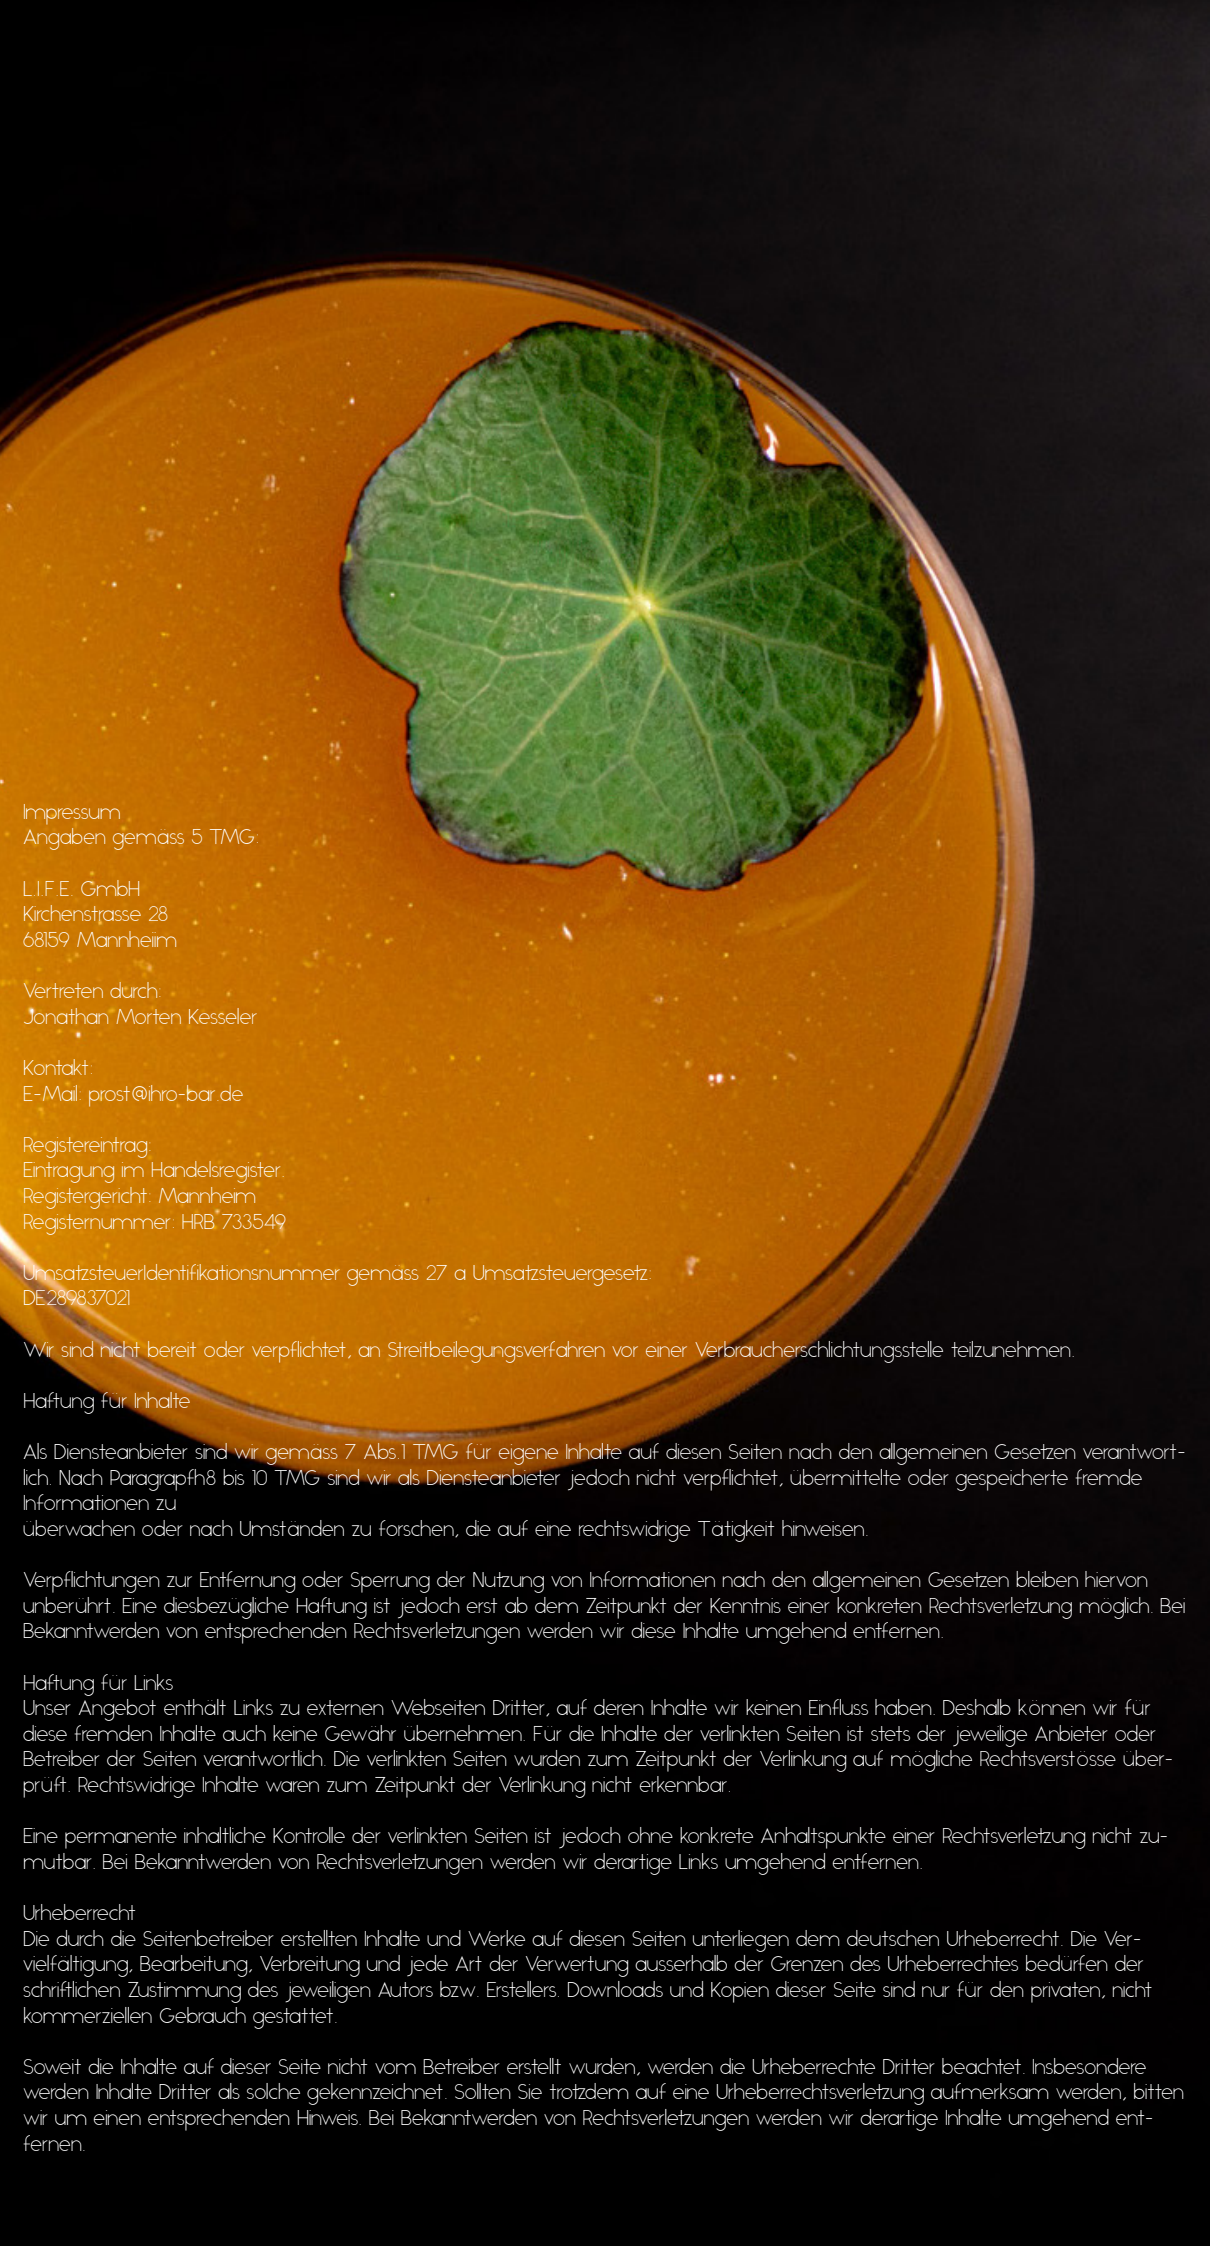 Impressum
Angaben gemäss 5 TMG:
L.I.F.E. GmbH
Kirchenstrasse 28
68159 Mannheiim
Vertreten durch:
Jonathan Morten Kesseler
Kontakt:
E-Mail: prost@ihro-bar.de
Registereintrag:
Eintragung im Handelsregister.
Registergericht: Mannheim
Registernummer: HRB 733549
UmsatzsteuerIdentifikationsnummer gemäss 27 a Umsatzsteuergesetz:
DE289837021
Wir sind nicht bereit oder verpflichtet, an Streitbeilegungsverfahren vor einer Verbraucherschlichtungsstelle teilzunehmen.
Haftung für Inhalte
Als Diensteanbieter sind wir gemäss 7 Abs.1 TMG für eigene Inhalte auf diesen Seiten nach den allgemeinen Gesetzen verantwort-
lich. Nach Paragrapfh8 bis 10 TMG sind wir als Diensteanbieter jedoch nicht verpflichtet, übermittelte oder gespeicherte fremde
Informationen zu
überwachen oder nach Umständen zu forschen, die auf eine rechtswidrige Tätigkeit hinweisen.
Verpflichtungen zur Entfernung oder Sperrung der Nutzung von Informationen nach den allgemeinen Gesetzen bleiben hiervon
unberührt. Eine diesbezügliche Haftung ist jedoch erst ab dem Zeitpunkt der Kenntnis einer konkreten Rechtsverletzung möglich. Bei
Bekanntwerden von entsprechenden Rechtsverletzungen werden wir diese Inhalte umgehend entfernen.
Haftung für Links
Unser Angebot enthält Links zu externen Webseiten Dritter, auf deren Inhalte wir keinen Einfluss haben. Deshalb können wir für
diese fremden Inhalte auch keine Gewähr übernehmen. Für die Inhalte der verlinkten Seiten ist stets der jeweilige Anbieter oder
Betreiber der Seiten verantwortlich. Die verlinkten Seiten wurden zum Zeitpunkt der Verlinkung auf mögliche Rechtsverstösse über-
prüft. Rechtswidrige Inhalte waren zum Zeitpunkt der Verlinkung nicht erkennbar.
Eine permanente inhaltliche Kontrolle der verlinkten Seiten ist jedoch ohne konkrete Anhaltspunkte einer Rechtsverletzung nicht zu-
mutbar. Bei Bekanntwerden von Rechtsverletzungen werden wir derartige Links umgehend entfernen.
Urheberrecht
Die durch die Seitenbetreiber erstellten Inhalte und Werke auf diesen Seiten unterliegen dem deutschen Urheberrecht. Die Ver-
vielfältigung, Bearbeitung, Verbreitung und jede Art der Verwertung ausserhalb der Grenzen des Urheberrechtes bedürfen der
schriftlichen Zustimmung des jeweiligen Autors bzw. Erstellers. Downloads und Kopien dieser Seite sind nur für den privaten, nicht
kommerziellen Gebrauch gestattet.
Soweit die Inhalte auf dieser Seite nicht vom Betreiber erstellt wurden, werden die Urheberrechte Dritter beachtet. Insbesondere
werden Inhalte Dritter als solche gekennzeichnet. Sollten Sie trotzdem auf eine Urheberrechtsverletzung aufmerksam werden, bitten
wir um einen entsprechenden Hinweis. Bei Bekanntwerden von Rechtsverletzungen werden wir derartige Inhalte umgehend ent-
fernen.